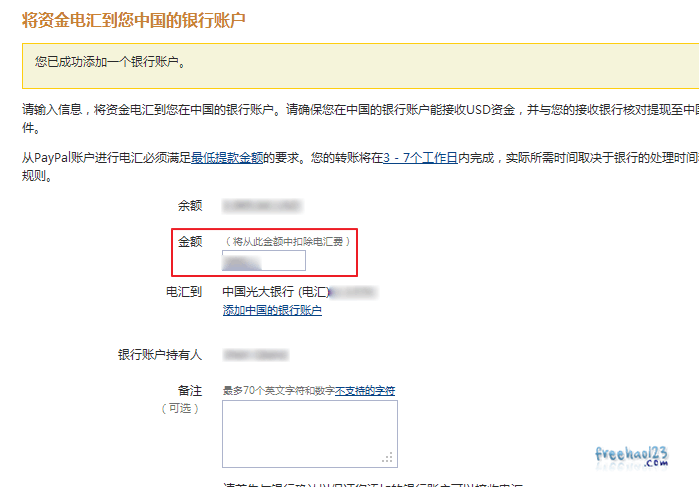 将资金电汇到您中国的银行账户
您已成功添加一个银行账户。
请输入信息，将资金电汇到您在中国的银行账户。请确保您在中国的银行账户能接收USD资金，并与您的接收银行核对提现至中国
件。
从PayPal账户进行电汇必须满足最低提款金额的要求。您的转账将在3 - 7个工作日内完成，实际所需时间取决于银行的处理时间
规则。
余额
金额 （将从此金额中扣除电汇费）
电汇到 中国光大银行 (电汇)
添加中国的银行账户
银行账户持有人
备注 最多70个英文字符和数字不支持的字符
（可选）
freehao123
.com